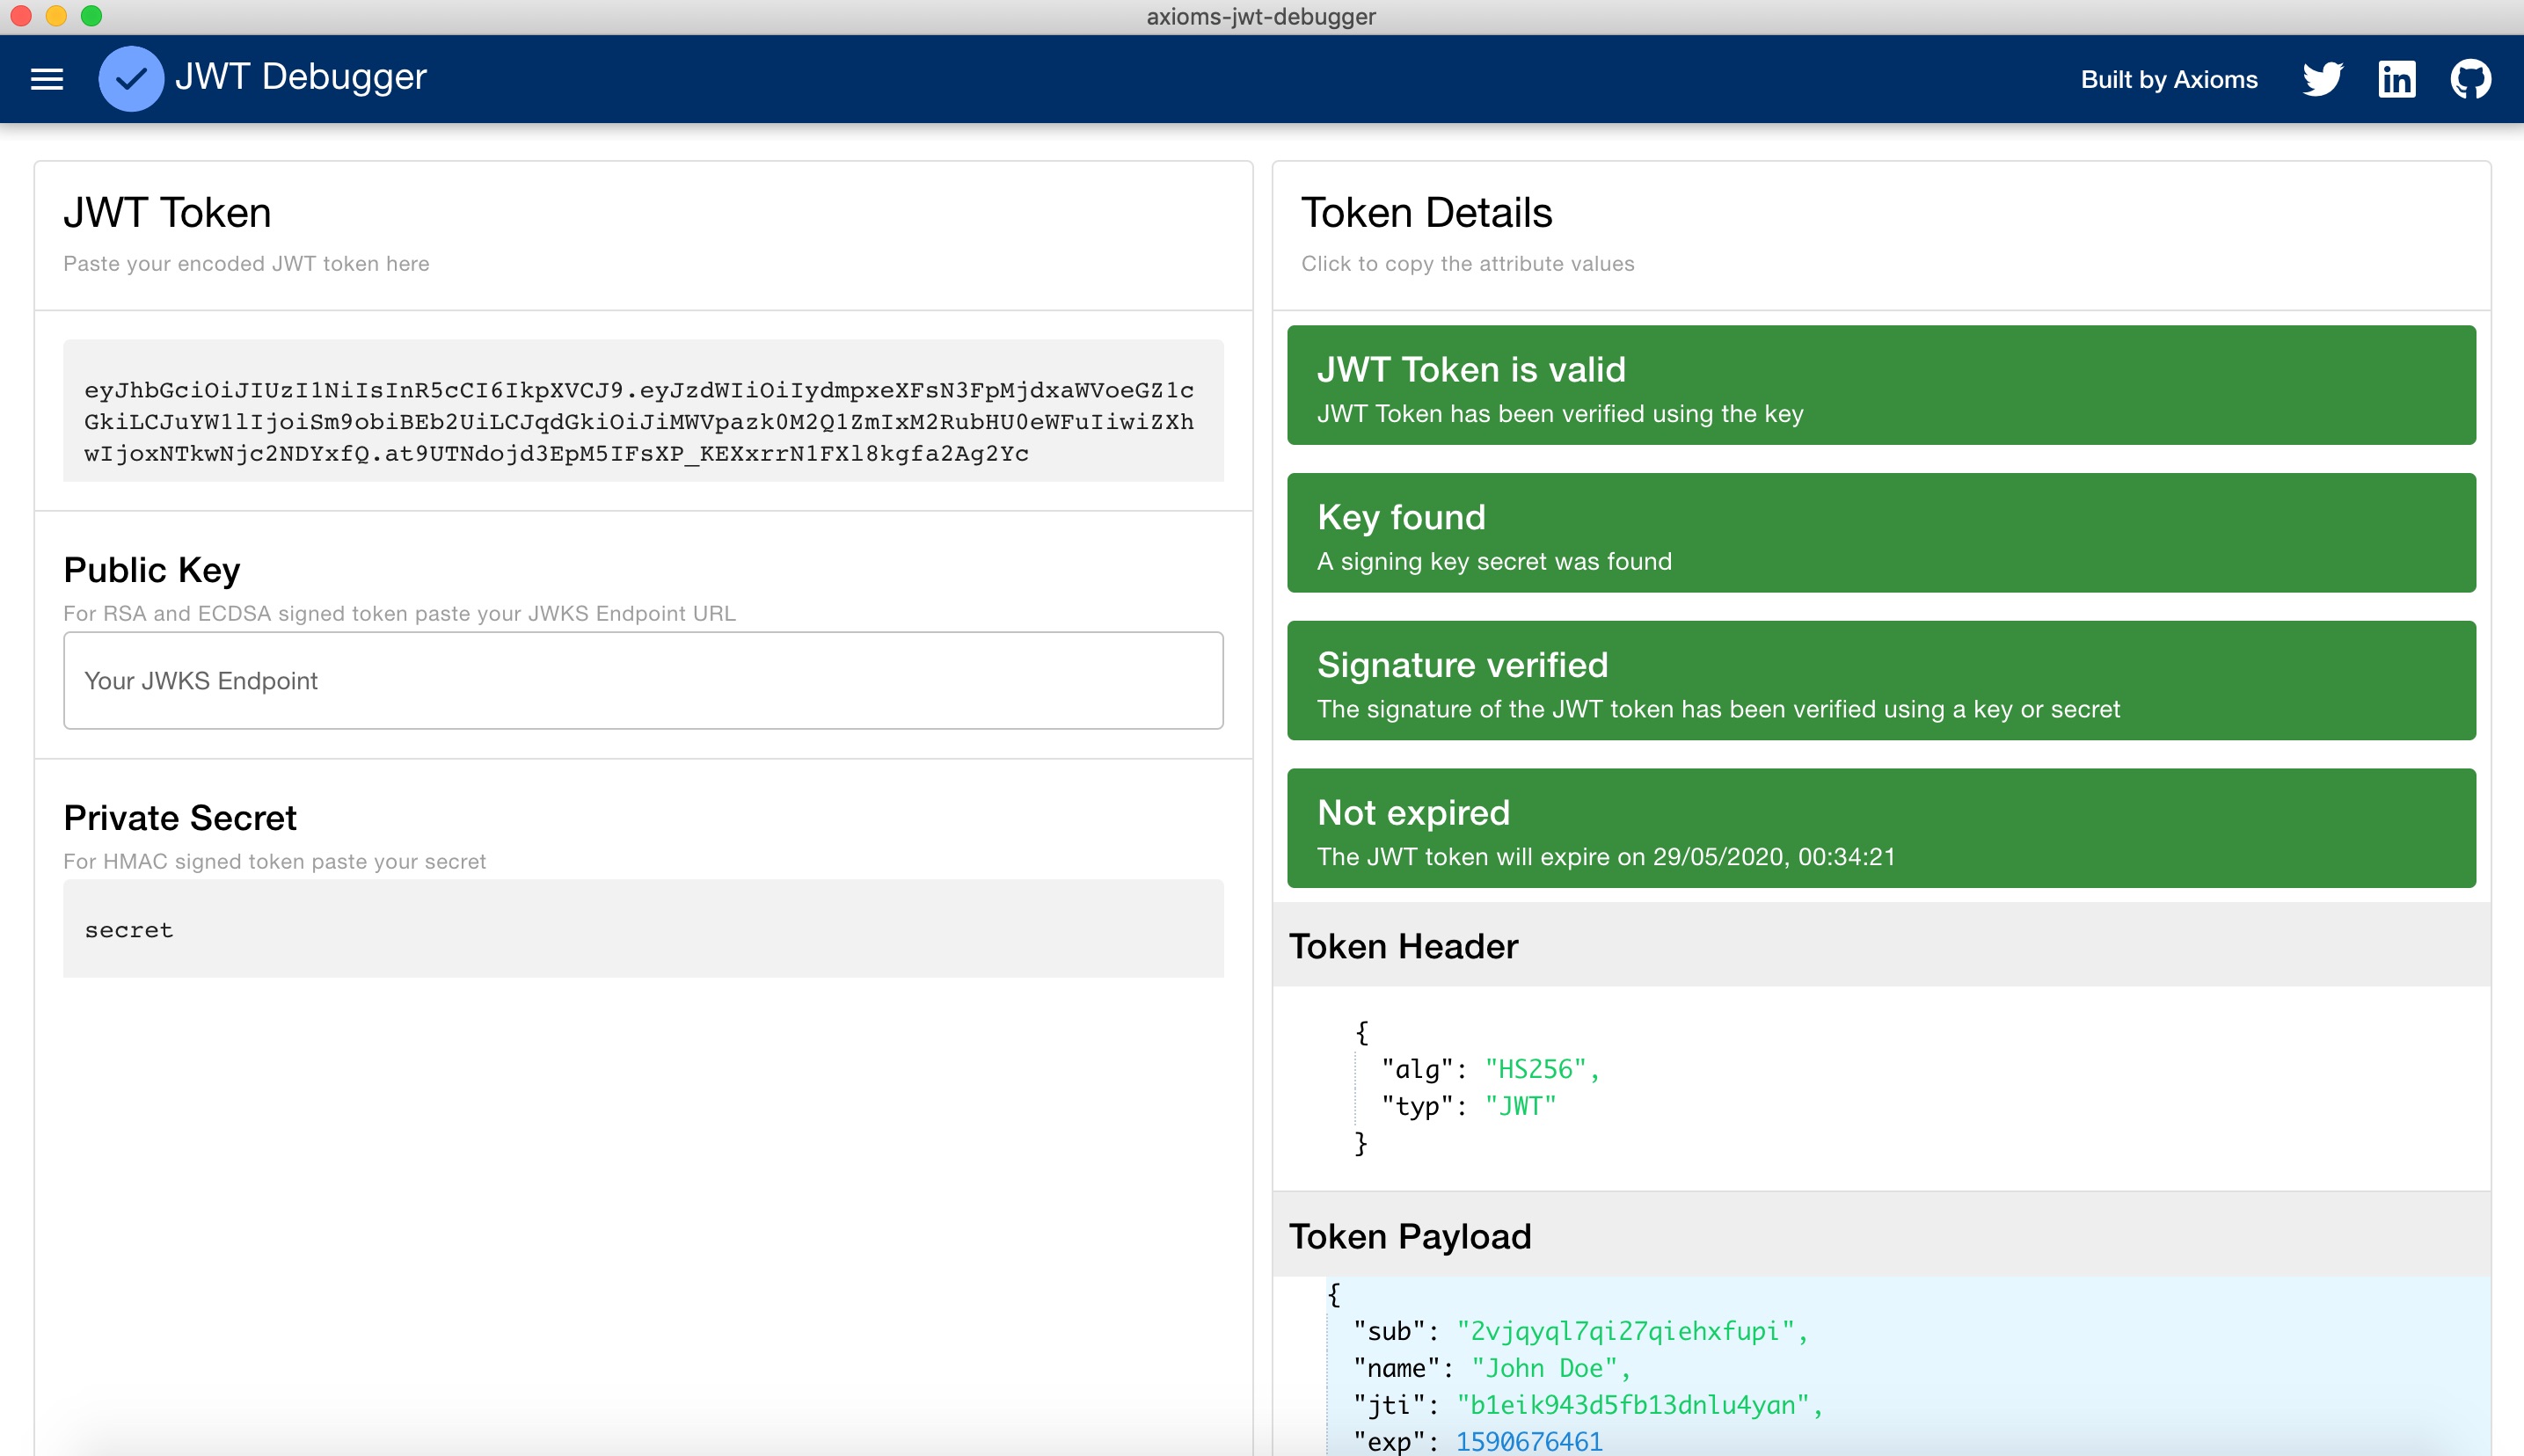 axioms-jwt-debugger
JWT Debugger
Built by Axioms
JWT Token
Paste your encoded JWT token here
eyJhbGciOiJIUzI1NiIsInR5cCI6IkpXVCJ9.eyJzdWIiOiIydmpxeXFsN3FpMjdxaWVoeGZ1c
GkiLCJuYW1lIjoiSm9obiBEb2UiLCJqdGkiOiJiMWVpazk0M2Q1ZmIxM2RubHU0eWFuIiwiZXh
wIjoxNTkwNjc2NDYxfQ.at9UTNdojd3EpM5IFsXP_KEXxrrN1FXl8kgfa2Ag2Yc
Public Key
For RSA and ECDSA signed token paste your JWKS Endpoint URL
Your JWKS Endpoint
Private Secret
For HMAC signed token paste your secret
secret
Token Details
Click to copy the attribute values
JWT Token is valid
JWT Token has been verified using the key
Key found
A signing key secret was found
Signature verified
The signature of the JWT token has been verified using a key or secret
Not expired
The JWT token will expire on 29/05/2020, 00:34:21
Token Header
{
"alg": "HS256",
"typ": "JWT"
}
Token Payload
{
"sub": "2vjqyql7qi27qiehxfupi",
"name": "John Doe",
"jti": "b1eik943d5fb13dnlu4yan",
"exp": 1590676461